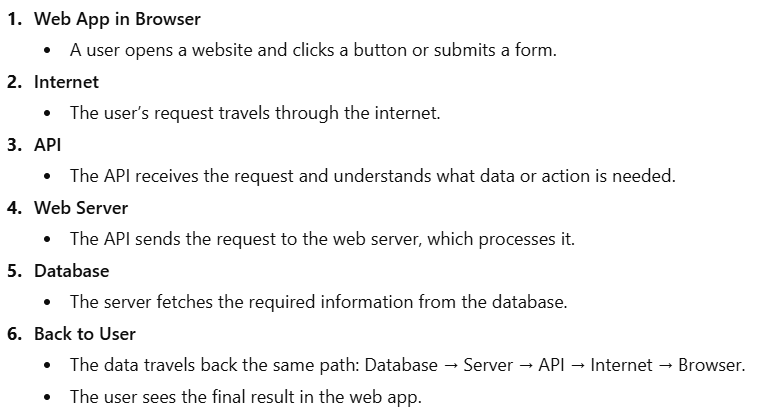 1. Web App in Browser
• A user opens a website and clicks a button or submits a form.
2. Internet
• The user's request travels through the internet.
3. API
• The API receives the request and understands what data or action is needed.
4. Web Server
• The API sends the request to the web server, which processes it.
5. Database
• The server fetches the required information from the database.
6. Back to User
• The data travels back the same path: Database → Server → API → Internet → Browser.
• The user sees the final result in the web app.